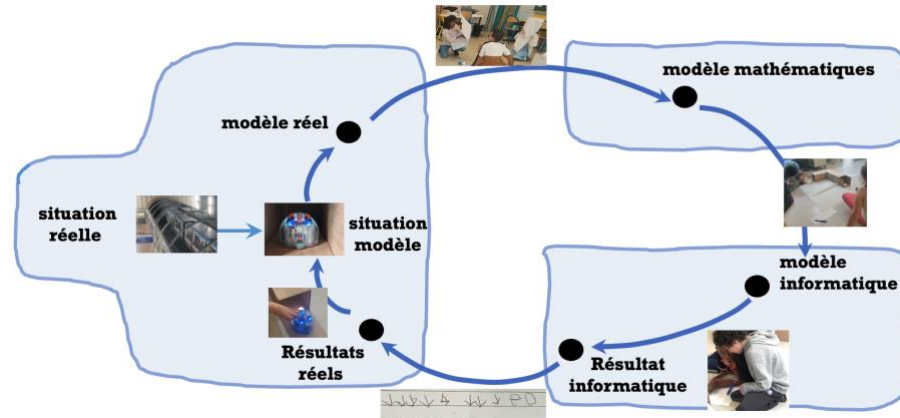 modèle mathématiques
modèle réel
situation
réelle
situation
modèle
modèle
informatique
Résultats
réels
Résultat
informatique